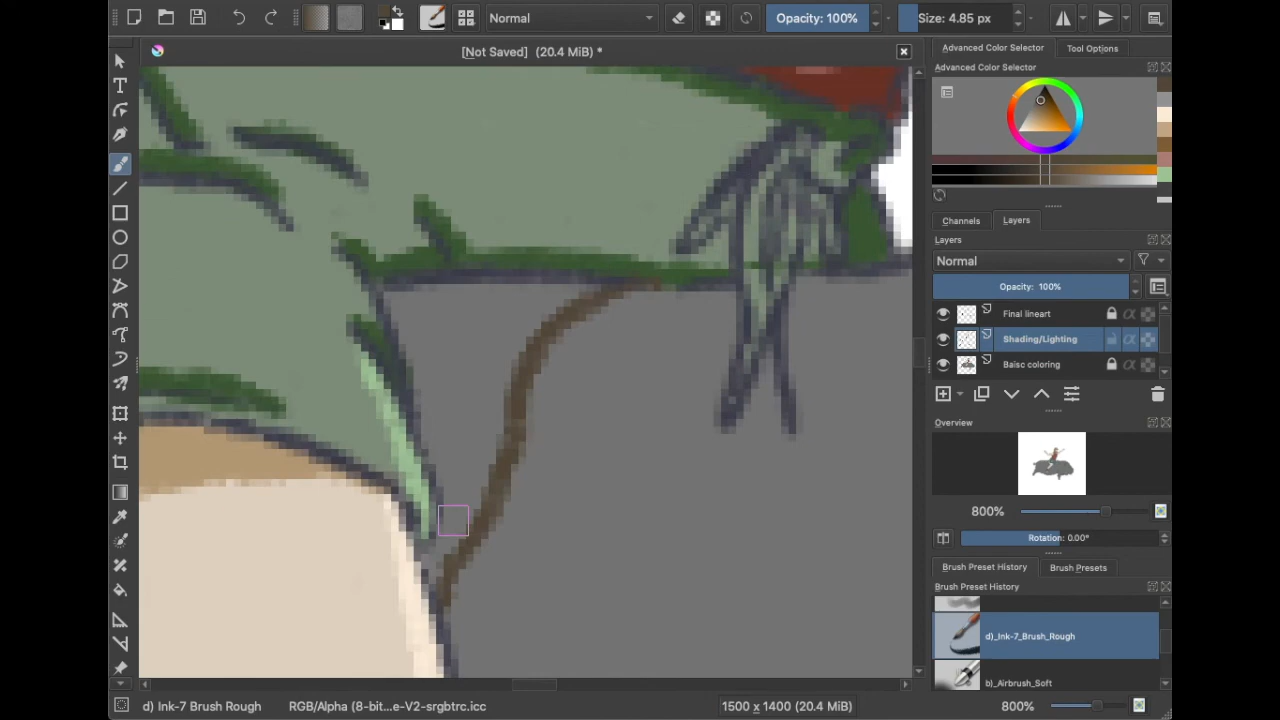 Normal
Opacity: 100%
Size: 4.85 px
[Not Saved] (20.4 MiB) *
Advanced Color Selector
Tool Options
Advanced Color Selector
Channels
Layers
Layers
Normal
Opacity: 100%
Final lineart
Shading/Lighting
Baisc coloring
Overview
800%
Rotation: 0.00°
Brush Preset History
Brush Presets
Brush Preset History
d)_Ink-7_Brush_Rough
b)_Airbrush_Soft
d) Ink-7 Brush Rough
RGB/Alpha (8-bit...e-V2-srgbtrc.icc
1500 x 1400 (20.4 MiB)
800%